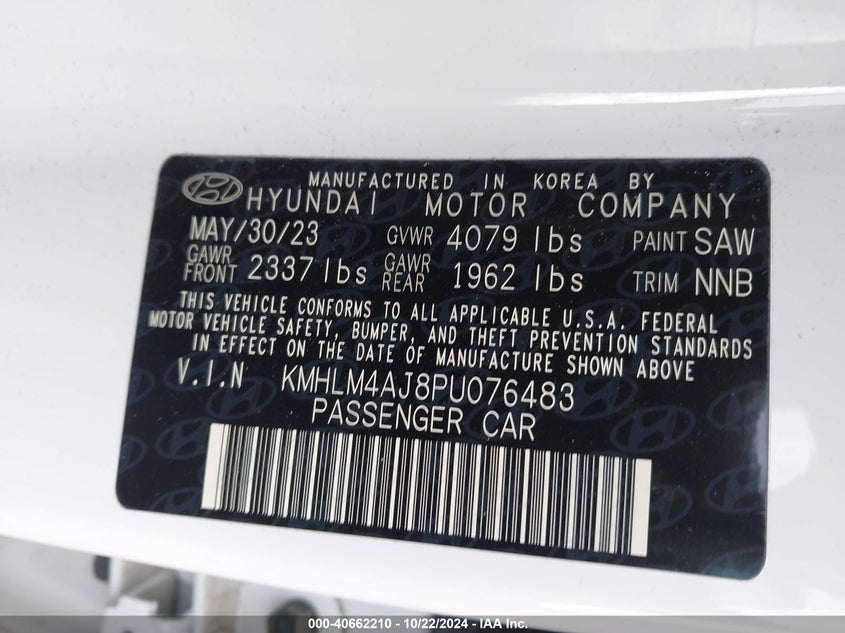 MANUFACTURED IN KOREA BY
HYUNDAI MOTOR COMPANY
MAY/30/23 GVWR 4079 lbs PAINT SAW
GAWR FRONT 2337 lbs GAWR REAR 1962 lbs TRIM NNB
THIS VEHICLE CONFORMS TO ALL APPLICABLE U.S.A. FEDERAL
MOTOR VEHICLE SAFETY, BUMPER, AND THEFT PREVENTION STANDARDS
IN EFFECT ON THE DATE OF MANUFACTURE SHOWN ABOVE
V.I.N KMHLM4AJ8PU076483
PASSENGER CAR
000-40662210 - 10/22/2024 - IAA Inc.